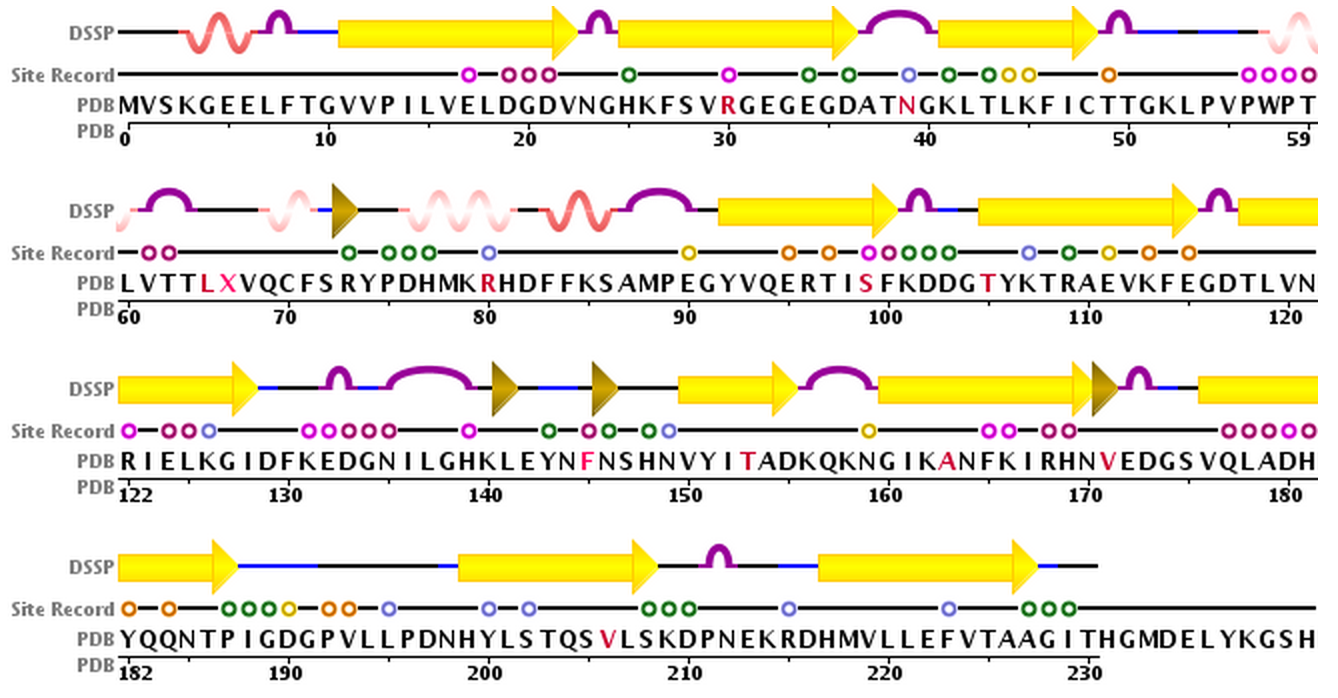 DSSP
Site Record
PDB MVSKGEELFTGVVPILVELDGDVNGHKFSVRGEGEGDATNGKLTLKFICTTGKLPVPWPT
PDB 0 10 20 30 40 50 59
DSSP
Site Record
PDB LVTTLXVQCFSRYPDHMKRHDFFKSAMPEGYVQERTISFKDDGTYKTRAEVKFEGDTLVN
PDB 60 70 80 90 100 110 120
DSSP
Site Record
PDB RIELKGIDFKEDGNILGHKLEYNFNSHNVYITADKQKNGIKANFKIRHNVEDGSVQLADH
PDB 122 130 140 150 160 170 180
DSSP
Site Record
PDB YQQNTPIGDGPVLLPDNHYLSTQSVLSKDPNEKRDHMVLLEFVTAAGITHGMDELYKGSH
PDB 182 190 200 210 220 230